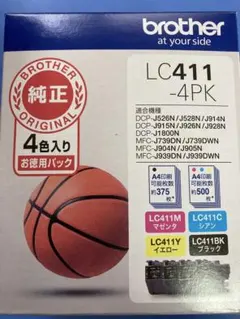 brother
at your side
BROTHER
純正
ORIGINAL
4色入り
お徳用パック
LC411
-4PK
適合機種
DCP-J526N/J528N/J914N
DCP-J915N/J926N/J928N
DCP-J1800N
MFC-J739DN/J739DWN
MFC-J904N/J905N
MFC-J939DN/J939DWN
A4印刷
可能枚数
約375
枚*
A4印刷
可能枚数
約500
枚*
LC411M
マゼンタ
LC411C
シアン
LC411Y
イエロー
LC411BK
ブラック